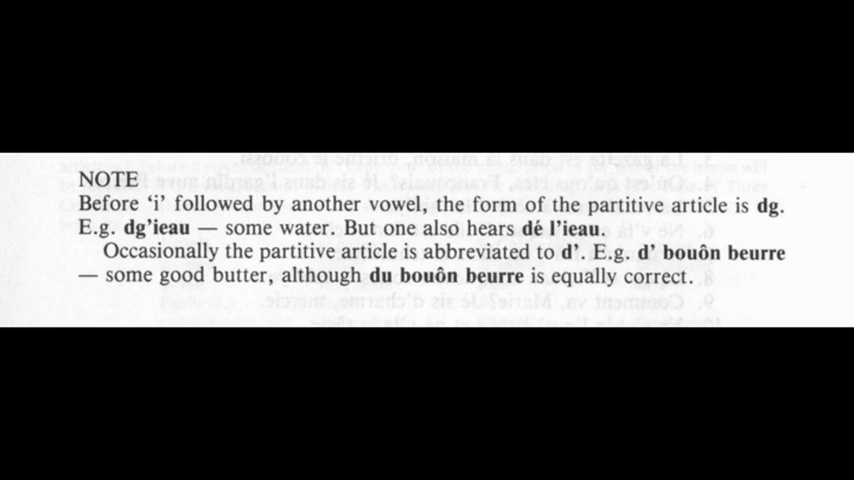 NOTE
Before ‘i’ followed by another vowel, the form of the partitive article is dg.
E.g. dg’ieau — some water. But one also hears dé l’ieau.
Occasionally the partitive article is abbreviated to d’. E.g. d’ bouôn beurre
— some good butter, although du bouôn beurre is equally correct.